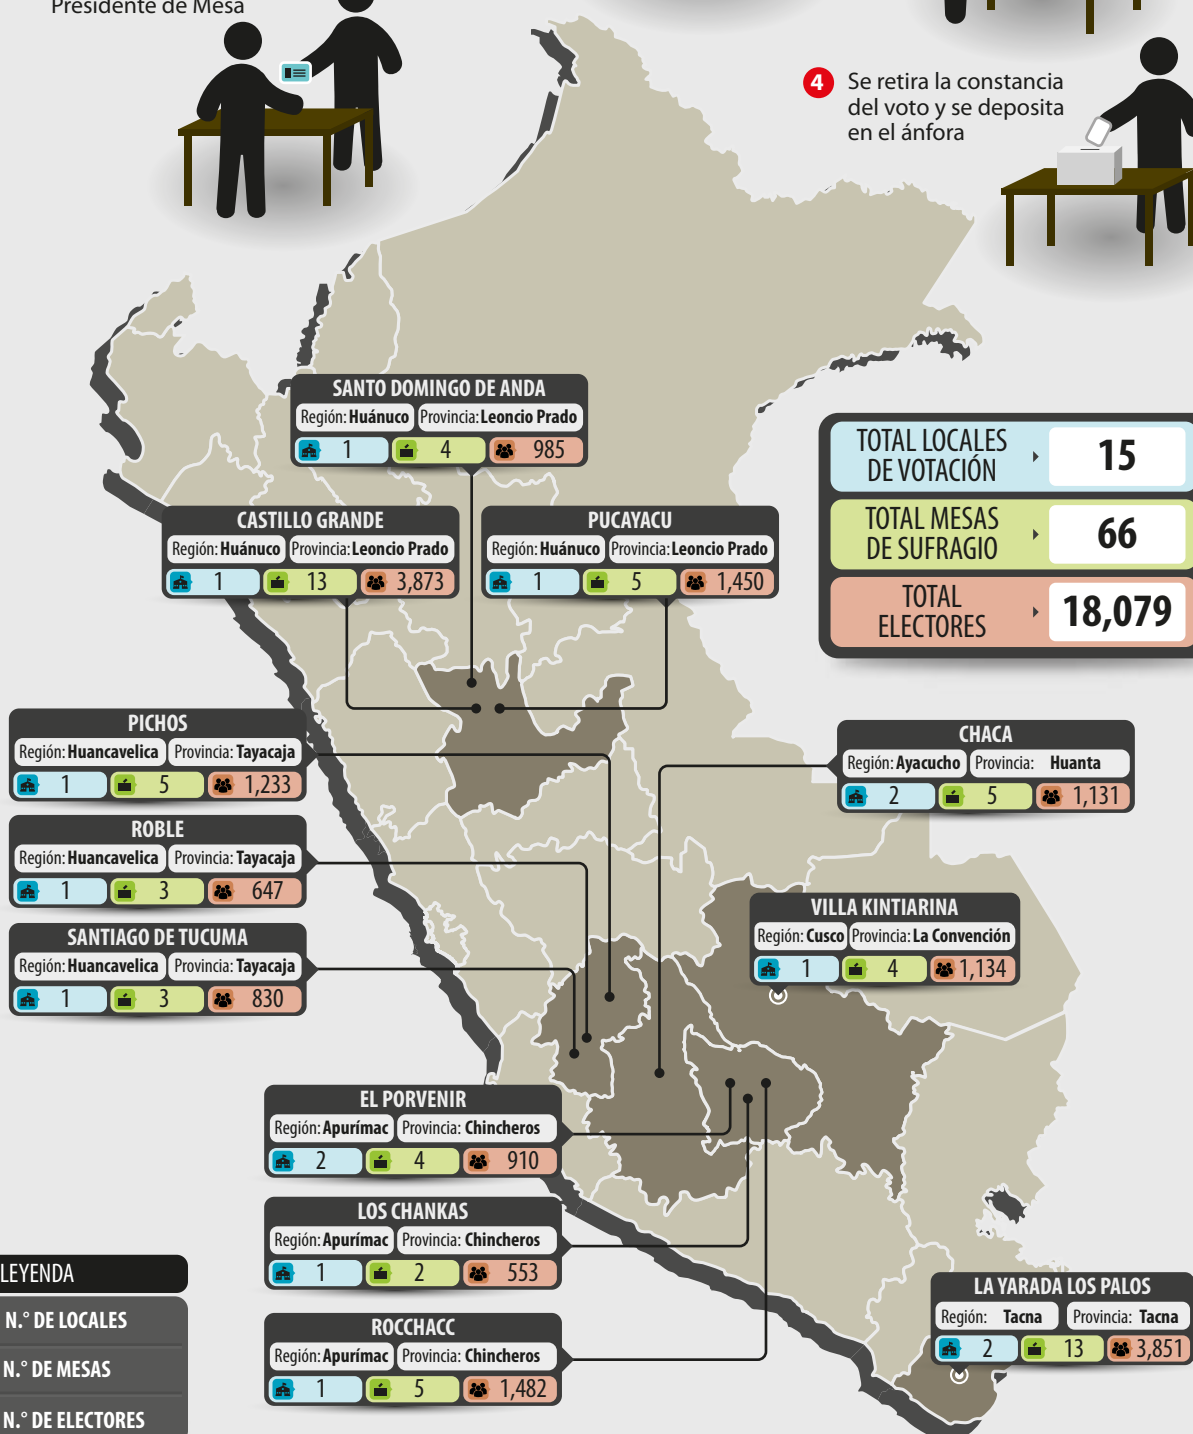 Presidente de Mesa
4 Se retira la constancia
del voto y se deposita
en el ánfora
SANTO DOMINGO DE ANDA
Región: Huánuco Provincia: Leoncio Prado
1 4 985
CASTILLO GRANDE
Región: Huánuco Provincia: Leoncio Prado
1 13 3,873
PUCAYACU
Región: Huánuco Provincia: Leoncio Prado
1 5 1,450
TOTAL LOCALES
DE VOTACIÓN 15
TOTAL MESAS
DE SUFRAGIO 66
TOTAL
ELECTORES 18,079
PICHOS
Región: Huancavelica Provincia: Tayacaja
1 5 1,233
ROBLE
Región: Huancavelica Provincia: Tayacaja
1 3 647
SANTIAGO DE TUCUMA
Región: Huancavelica Provincia: Tayacaja
1 3 830
CHACA
Región: Ayacucho Provincia: Huanta
2 5 1,131
VILLA KINTIARINA
Región: Cusco Provincia: La Convención
1 4 1,134
EL PORVENIR
Región: Apurímac Provincia: Chincheros
2 4 910
LOS CHANKAS
Región: Apurímac Provincia: Chincheros
1 2 553
ROCCHACC
Región: Apurímac Provincia: Chincheros
1 5 1,482
LA YARADA LOS PALOS
Región: Tacna Provincia: Tacna
2 13 3,851
LEYENDA
N.° DE LOCALES
N.° DE MESAS
N.° DE ELECTORES